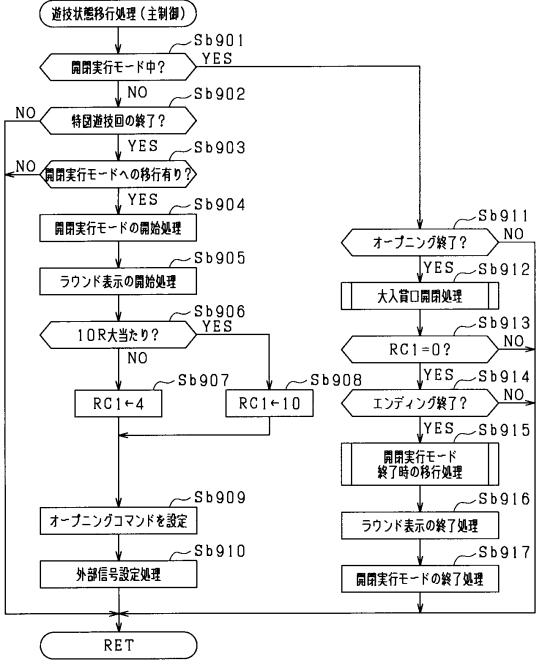 遊技状態移行処理(主制御)
Sb901
開閉実行モード中?
YES
NO
Sb902
NO
特図遊技回の終了?
YES
Sb903
NO
開閉実行モードへの移行有り?
YES
Sb904
開閉実行モードの開始処理
Sb905
ラウンド表示の開始処理
Sb906
10R大当たり?
YES
NO
Sb907
RC1←4
Sb908
RC1←10
Sb909
オープニングコマンドを設定
Sb910
外部信号設定処理
RET
Sb911
オープニング終了?
NO
YES
Sb912
大入賞口開閉処理
Sb913
RC1=0?
NO
YES
Sb914
エンディング終了?
NO
YES
Sb915
開閉実行モード
終了時の移行処理
Sb916
ラウンド表示の終了処理
Sb917
開閉実行モードの終了処理